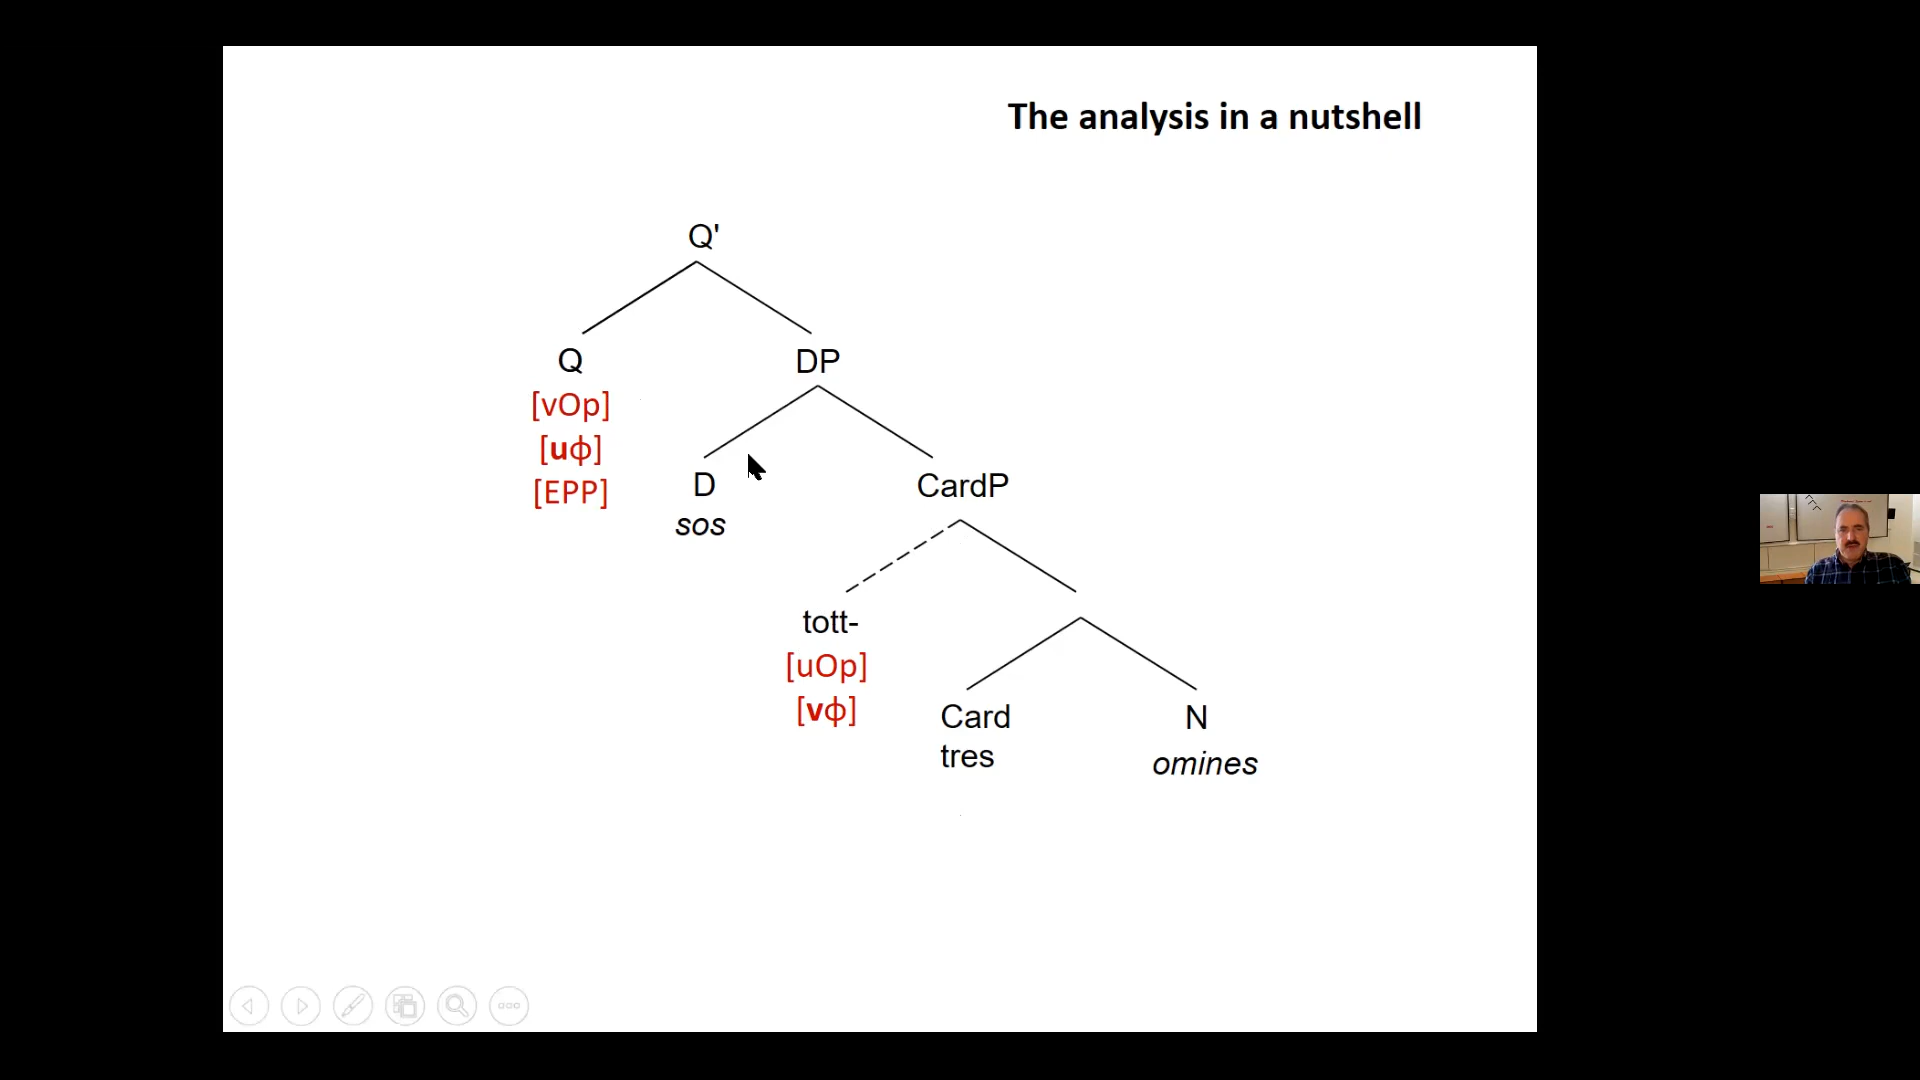 The analysis in a nutshell
Q'
Q
DP
[vOp]
[uϕ]
[EPP]
D
CardP
sos
tott-
[uOp]
[vϕ]
Card
N
tres
omines